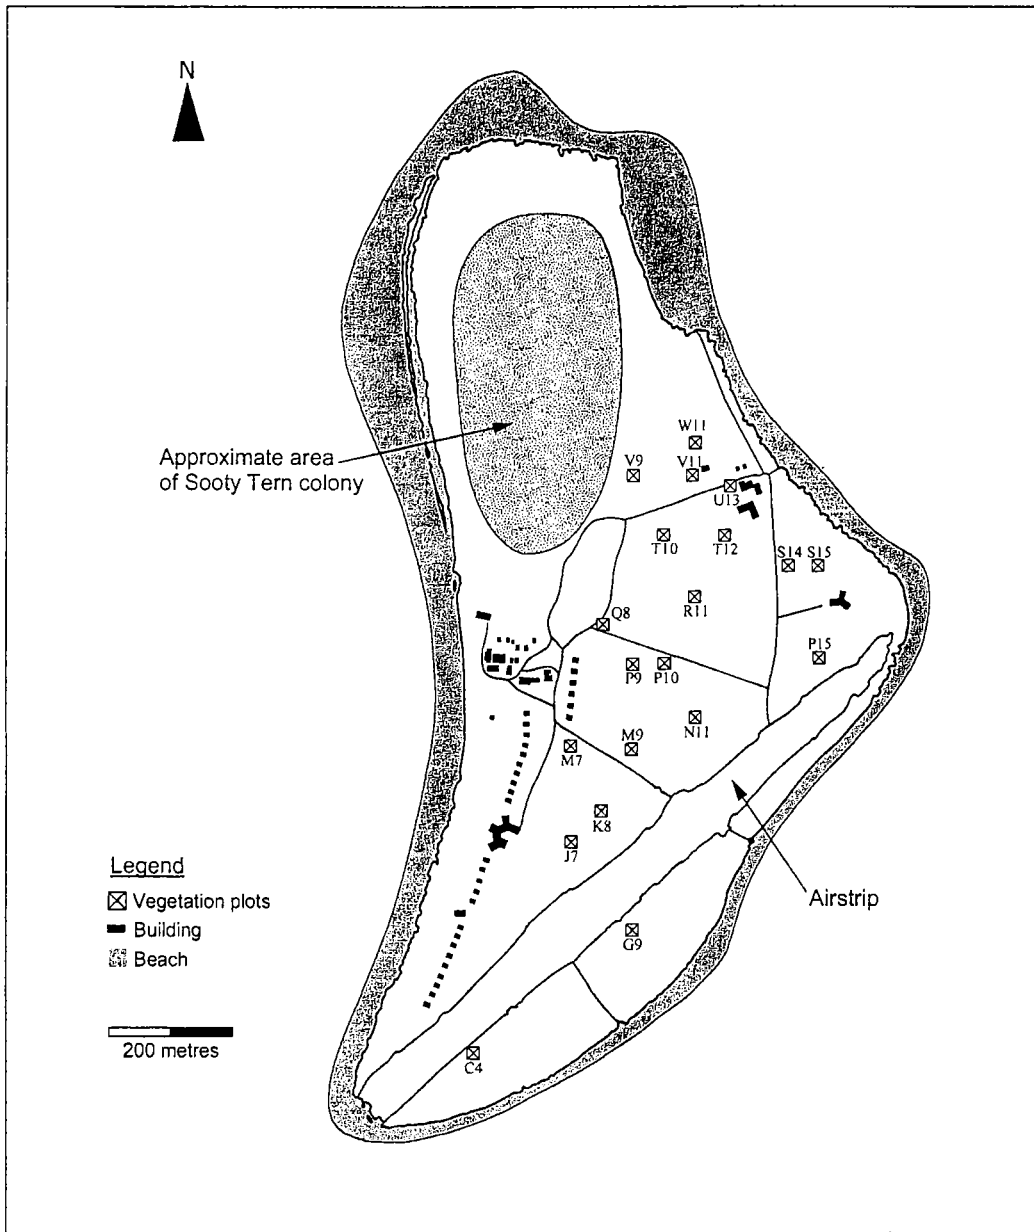 N
Approximate area
of Sooty Tern colony
W11
V9
V11
U13
T10
T12
S14
S15
R11
Q8
P15
P9
P10
N11
M9
M7
K8
J7
Legend
Vegetation plots
Building
Beach
Airstrip
G9
200 metres
C4